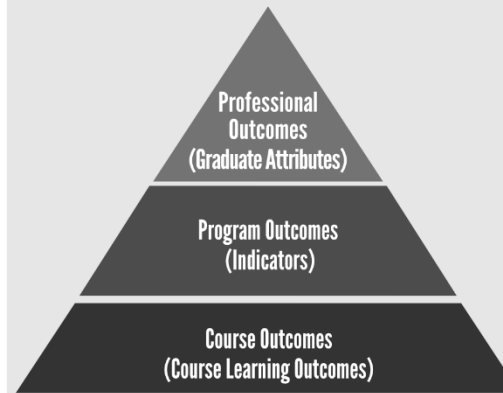 Professional
Outcomes
(Graduate Attributes)
Program Outcomes
(Indicators)
Course Outcomes
(Course Learning Outcomes)